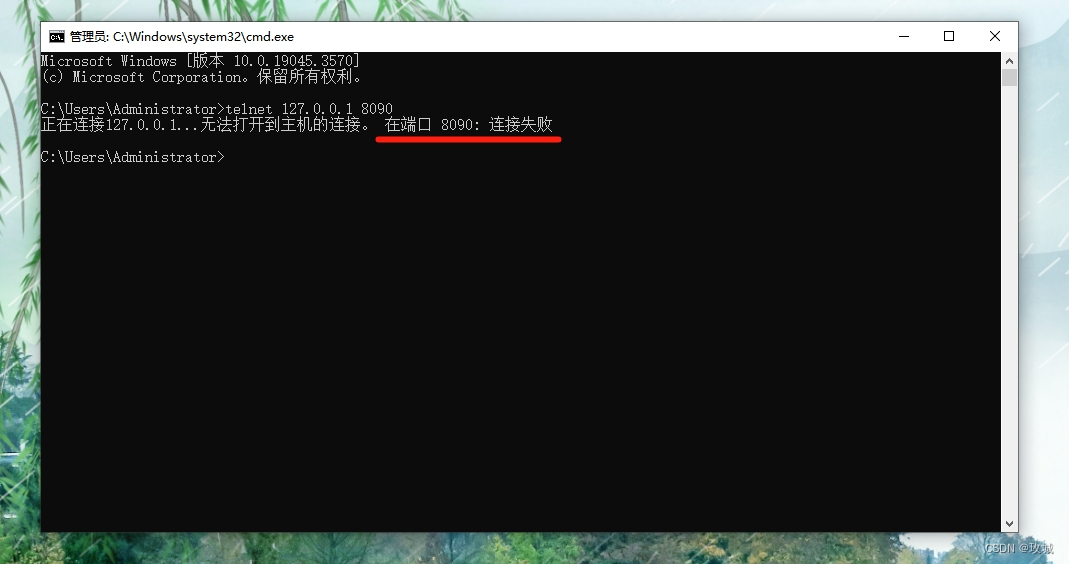 管理员: C:\Windows\system32\cmd.exe
Microsoft Windows [版本 10.0.19045.3570]
(c) Microsoft Corporation。保留所有权利。
C:\Users\Administrator>telnet 127.0.0.1 8090
正在连接127.0.0.1...无法打开到主机的连接。 在端口 8090: 连接失败
C:\Users\Administrator>
CSDN @玫城